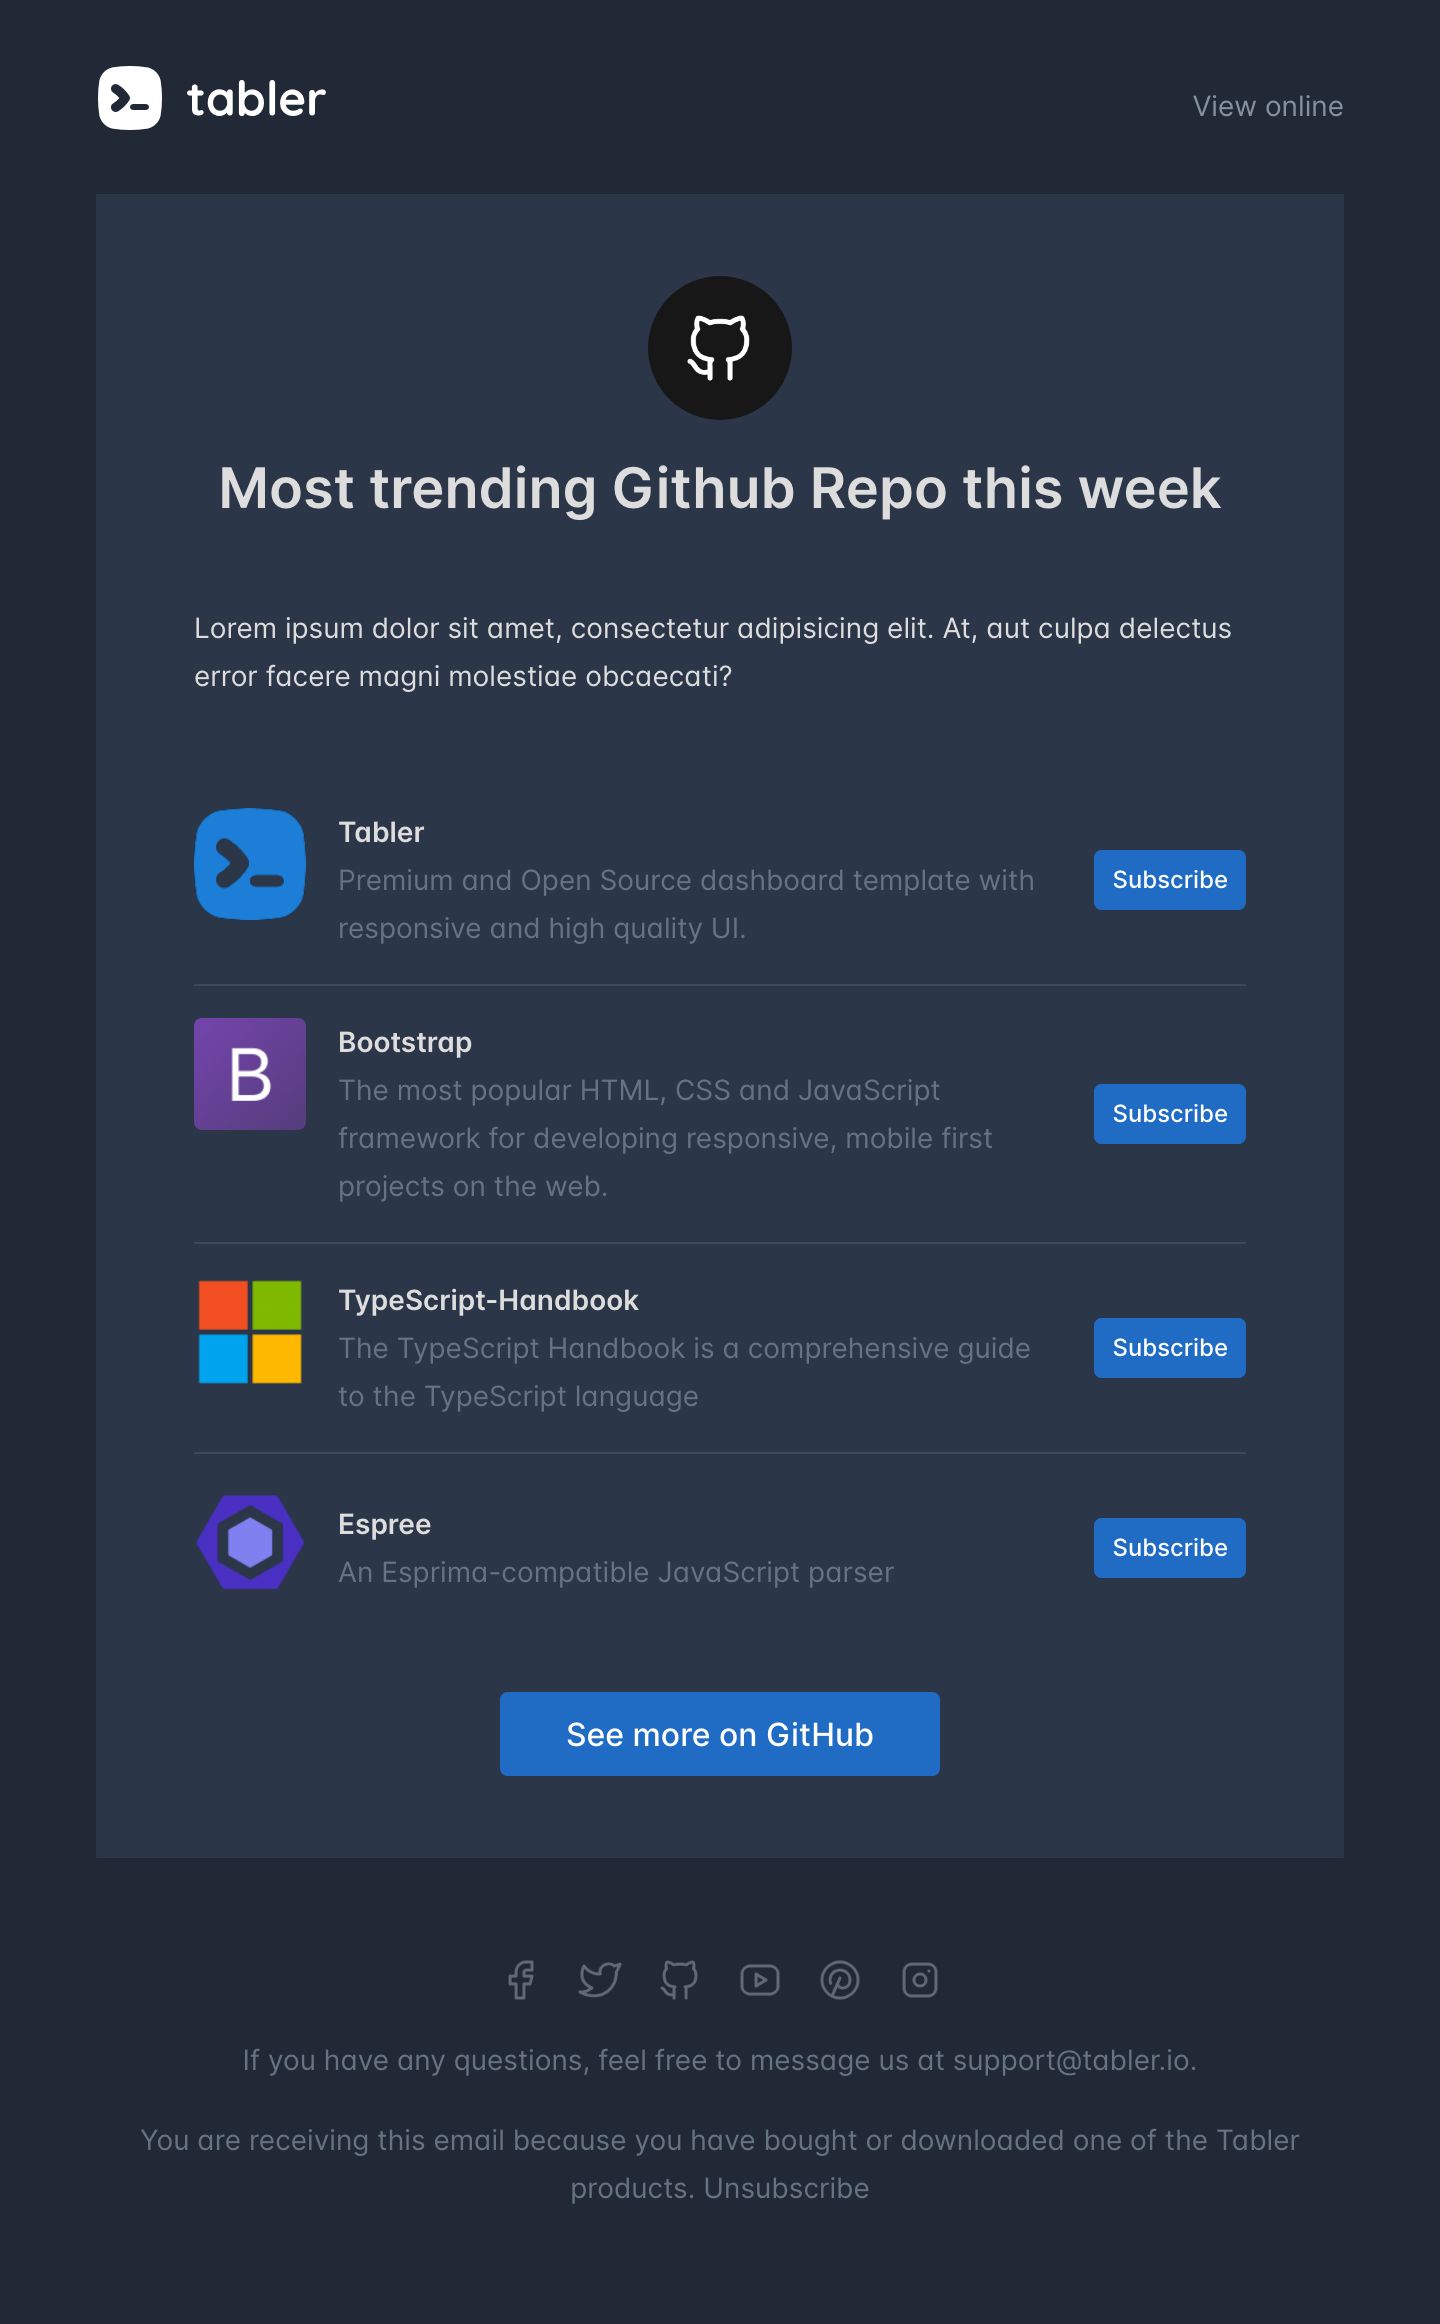 tabler
View online
Most trending Github Repo this week
Lorem ipsum dolor sit amet, consectetur adipisicing elit. At, aut culpa delectus
error facere magni molestiae obcaecati?
Tabler
Premium and Open Source dashboard template with
responsive and high quality UI.
Subscribe
B
Bootstrap
The most popular HTML, CSS and JavaScript
framework for developing responsive, mobile first
projects on the web.
Subscribe
TypeScript-Handbook
The TypeScript Handbook is a comprehensive guide
to the TypeScript language
Subscribe
Espree
An Esprima-compatible JavaScript parser
Subscribe
See more on GitHub
If you have any questions, feel free to message us at support@tabler.io.
You are receiving this email because you have bought or downloaded one of the Tabler
products. Unsubscribe